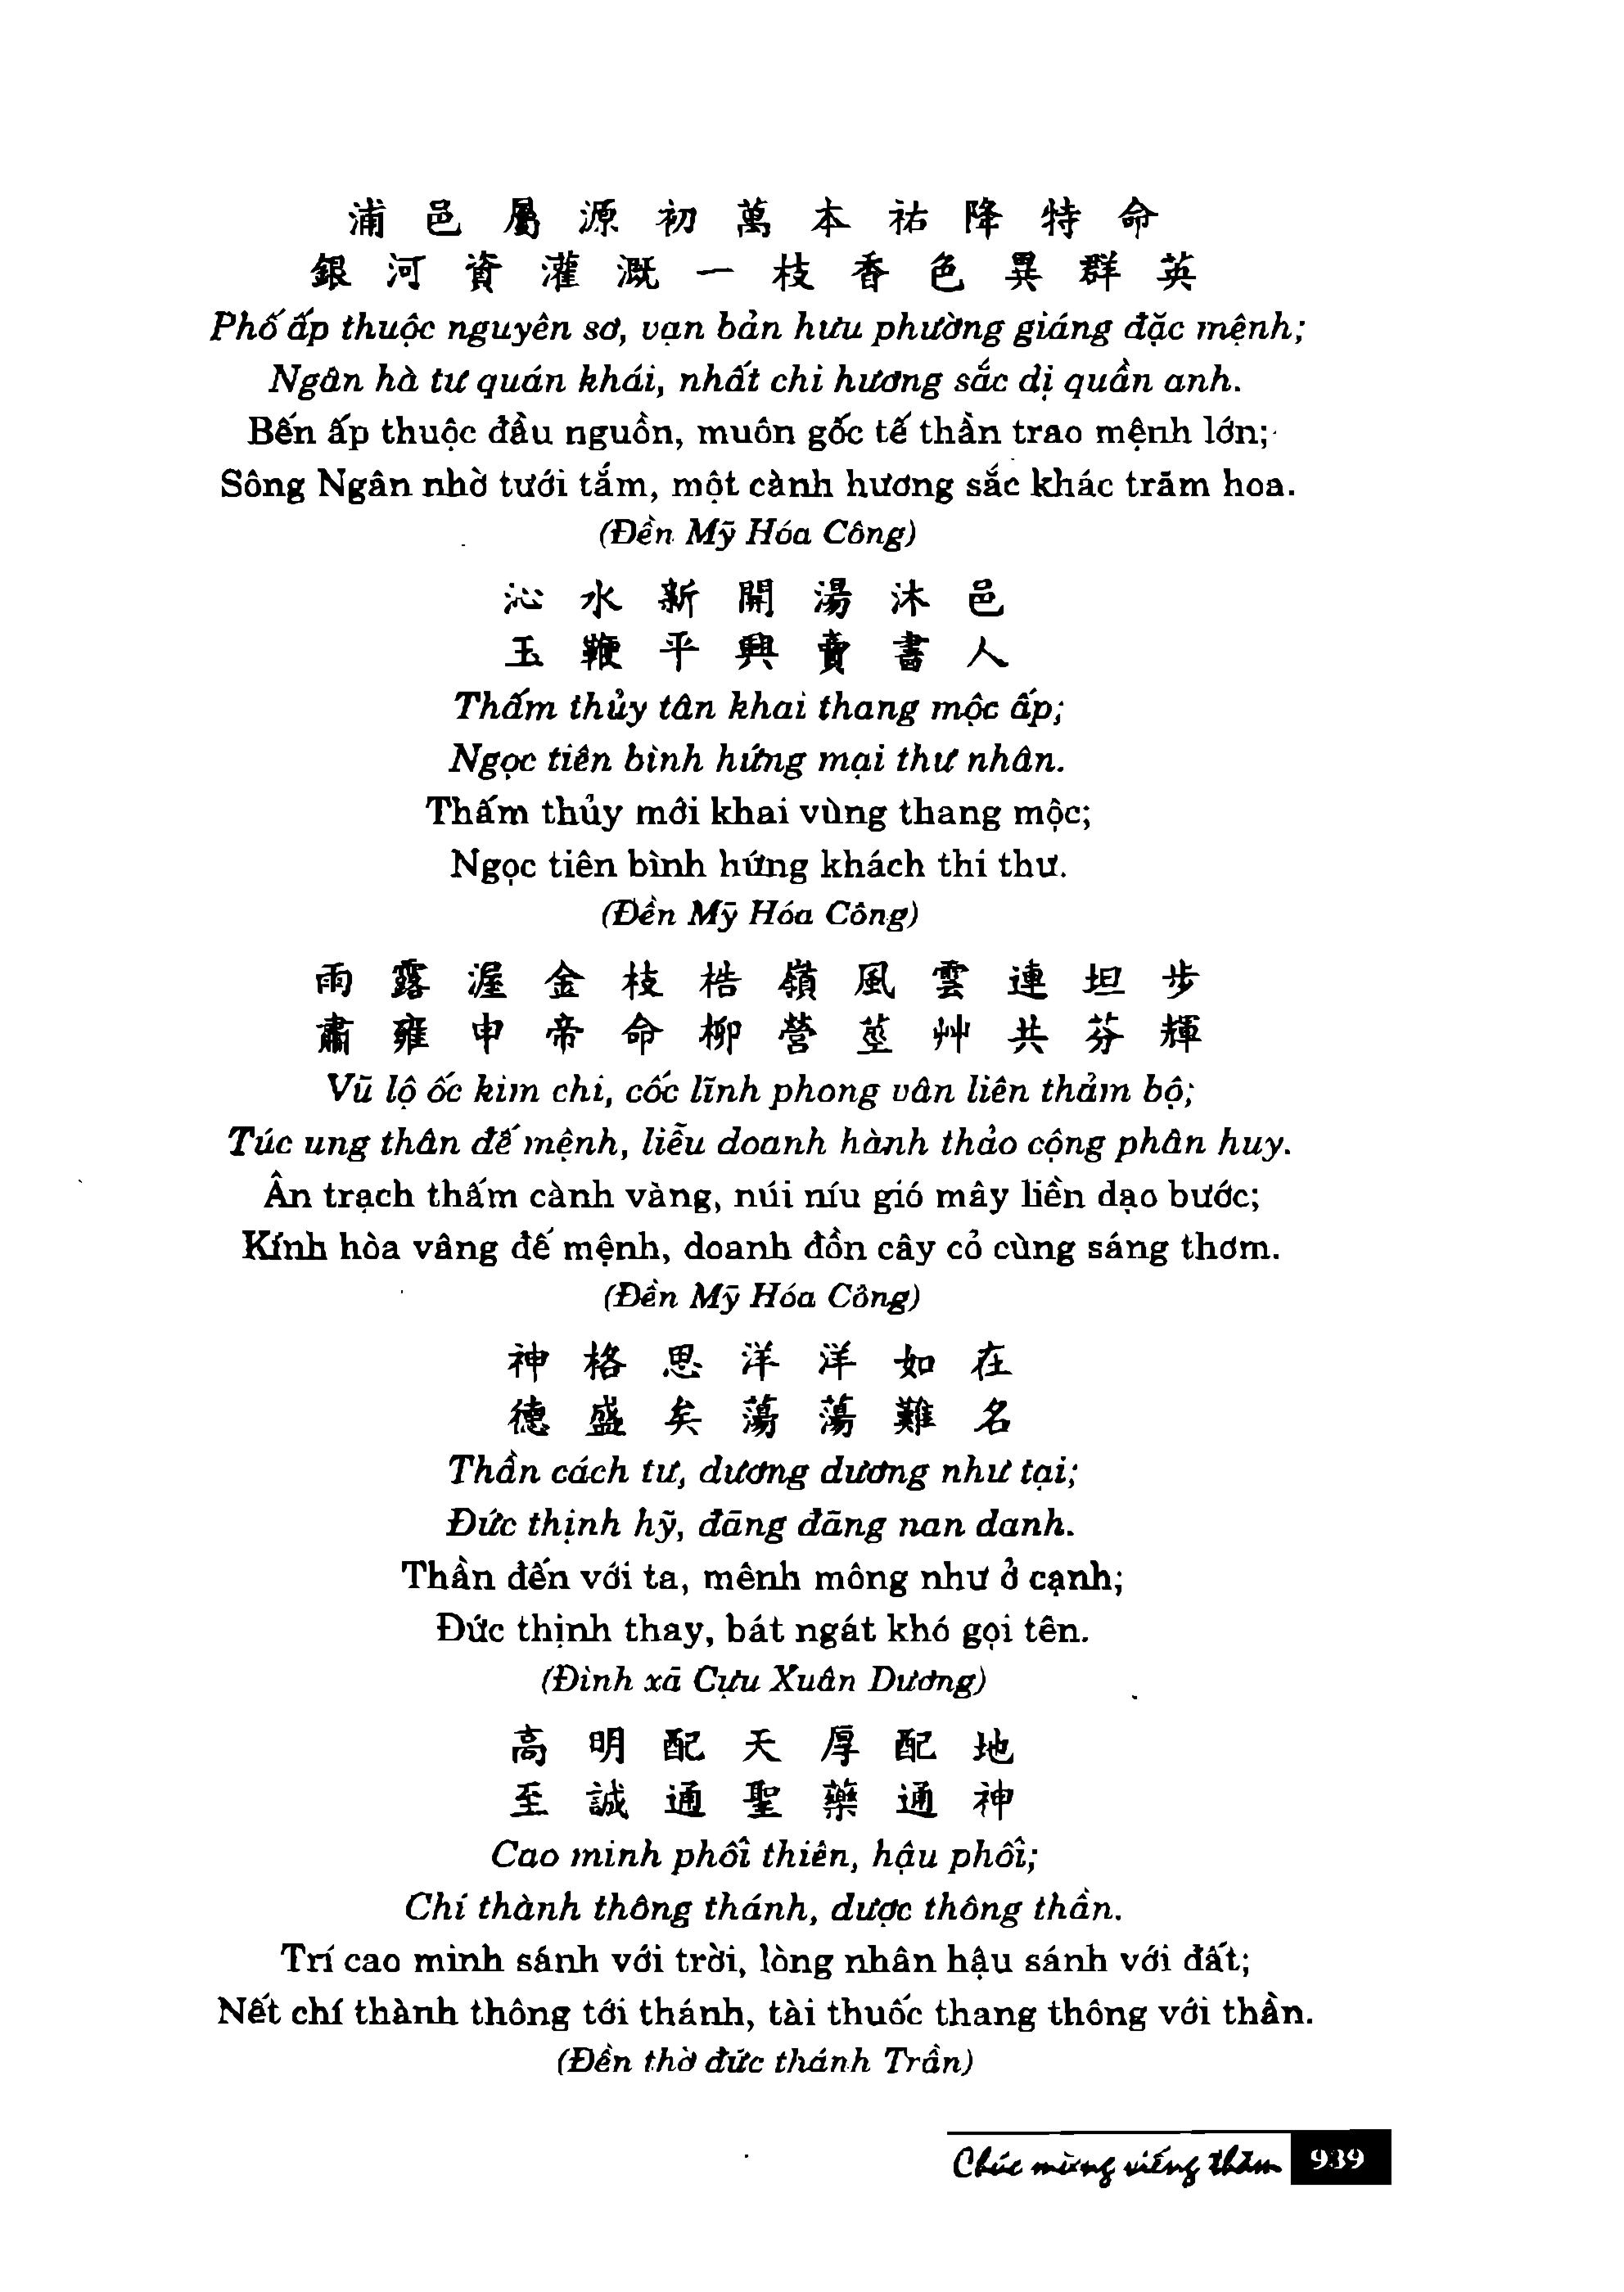 浦邑屬源初萬本祐降特命
銀河資灌溉一枝香色異群英
Phố ấp thuộc nguyên sơ, vạn bản hưu phường giáng đặc mệnh;
Ngân hà tư quán khái, nhất chi hương sắc dị quần anh.
Bến ấp thuộc đầu nguồn, muôn gốc tế thần trao mệnh lớn;
Sông Ngân nhờ tưới tắm, một cành hương sắc khác trăm hoa.
(Đền Mỹ Hóa Công)
沁水新開湯沐邑
玉鞭平興賣書人
Thấm thủy tân khai thang mộc ấp;
Ngọc tiên bình hứng mại thư nhân.
Thấm thủy mới khai vùng thang mộc;
Ngọc tiên bình hứng khách thi thư.
(Đền Mỹ Hóa Công)
雨露渥金枝梏嶺風雲連坦步
肅雍申帝命柳營莖艸共芬輝
Vũ lộ ốc kim chi, cốc lĩnh phong vân liên thảm bộ;
Túc ung thân đế mệnh, liễu doanh hành thảo cộng phân huy.
Ân trạch thấm cành vàng, núi níu gió mây liền dạo bước;
Kính hòa vâng đế mệnh, doanh đồn cây cỏ cùng sáng thơm.
(Đền Mỹ Hóa Công)
神格思洋洋如在
德盛矣蕩蕩難名
Thần cách tư, dương dương như tại;
Đức thịnh hỹ, đãng đãng nan danh.
Thần đến với ta, mênh mông như ở cạnh;
Đức thịnh thay, bát ngát khó gọi tên.
(Đình xã Cựu Xuân Dương)
高明配天厚配地
至誠通聖藥通神
Cao minh phối thiên, hậu phối;
Chí thành thông thánh, dược thông thần.
Trí cao minh sánh với trời, lòng nhân hậu sánh với đất;
Nết chí thành thông tới thánh, tài thuốc thang thông với thần.
(Đền thờ đức thánh Trần)
Chúc mừng viếng thăm 939